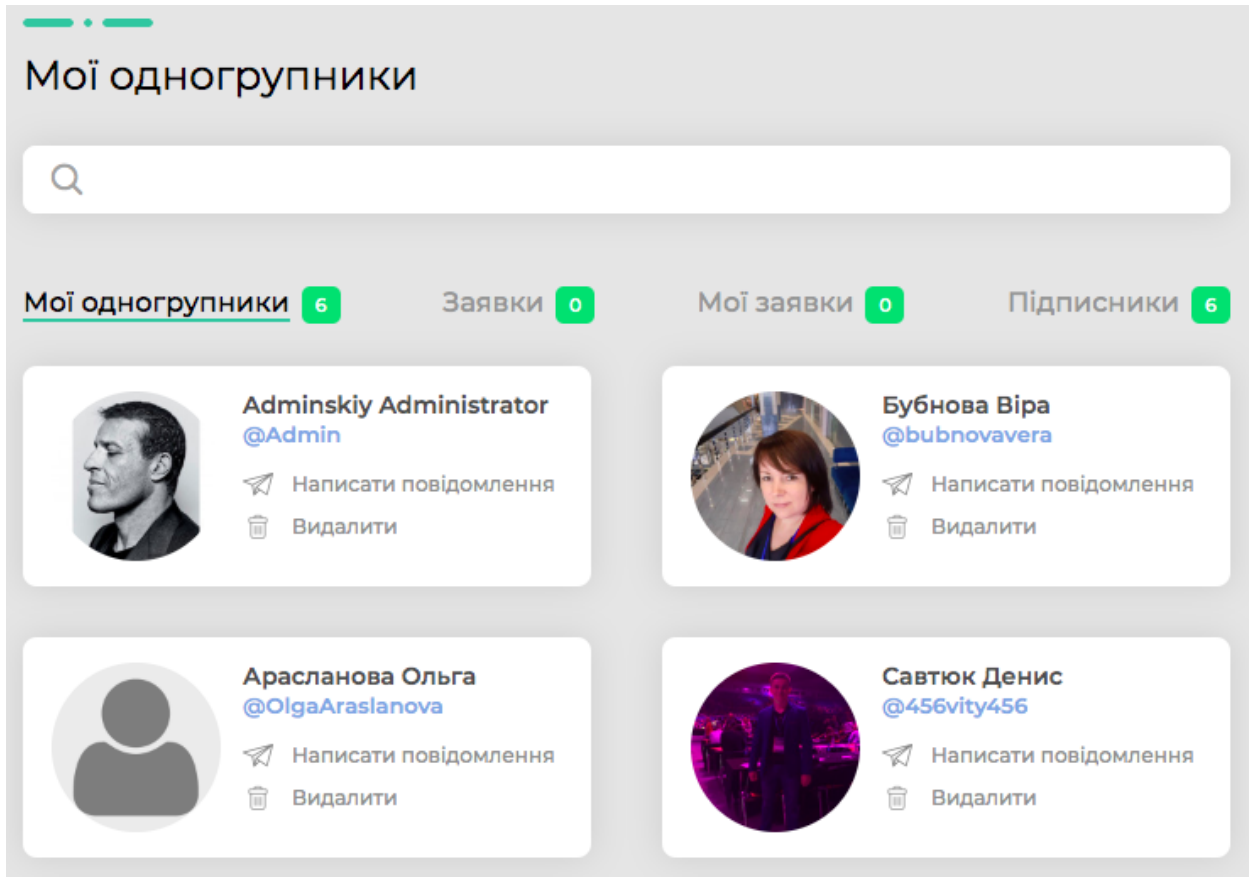 Мої одногрупники
Мої одногрупники 6 Заявки 0 Мої заявки 0 Підписники 6
Adminskiy Administrator
@Admin
Написати повідомлення
Видалити
Бубнова Віра
@bubnovavera
Написати повідомлення
Видалити
Арасланова Ольга
@OlgaAraslanova
Написати повідомлення
Видалити
Савтюк Денис
@456vity456
Написати повідомлення
Видалити